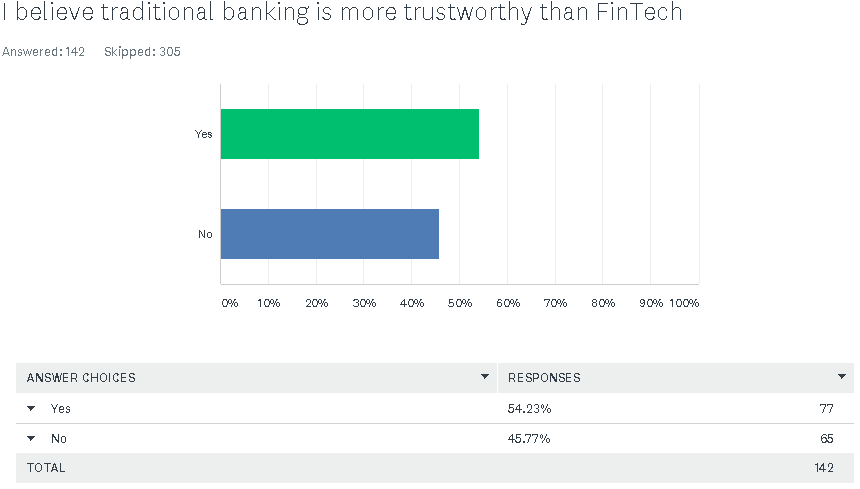 I believe traditional banking is more trustworthy than FinTech
Answered: 142 Skipped: 305
Yes
No
0% 10% 20% 30% 40% 50% 60% 70% 80% 90% 100%
ANSWER CHOICES RESPONSES
Yes 54.23% 77
No 45.77% 65
TOTAL 142